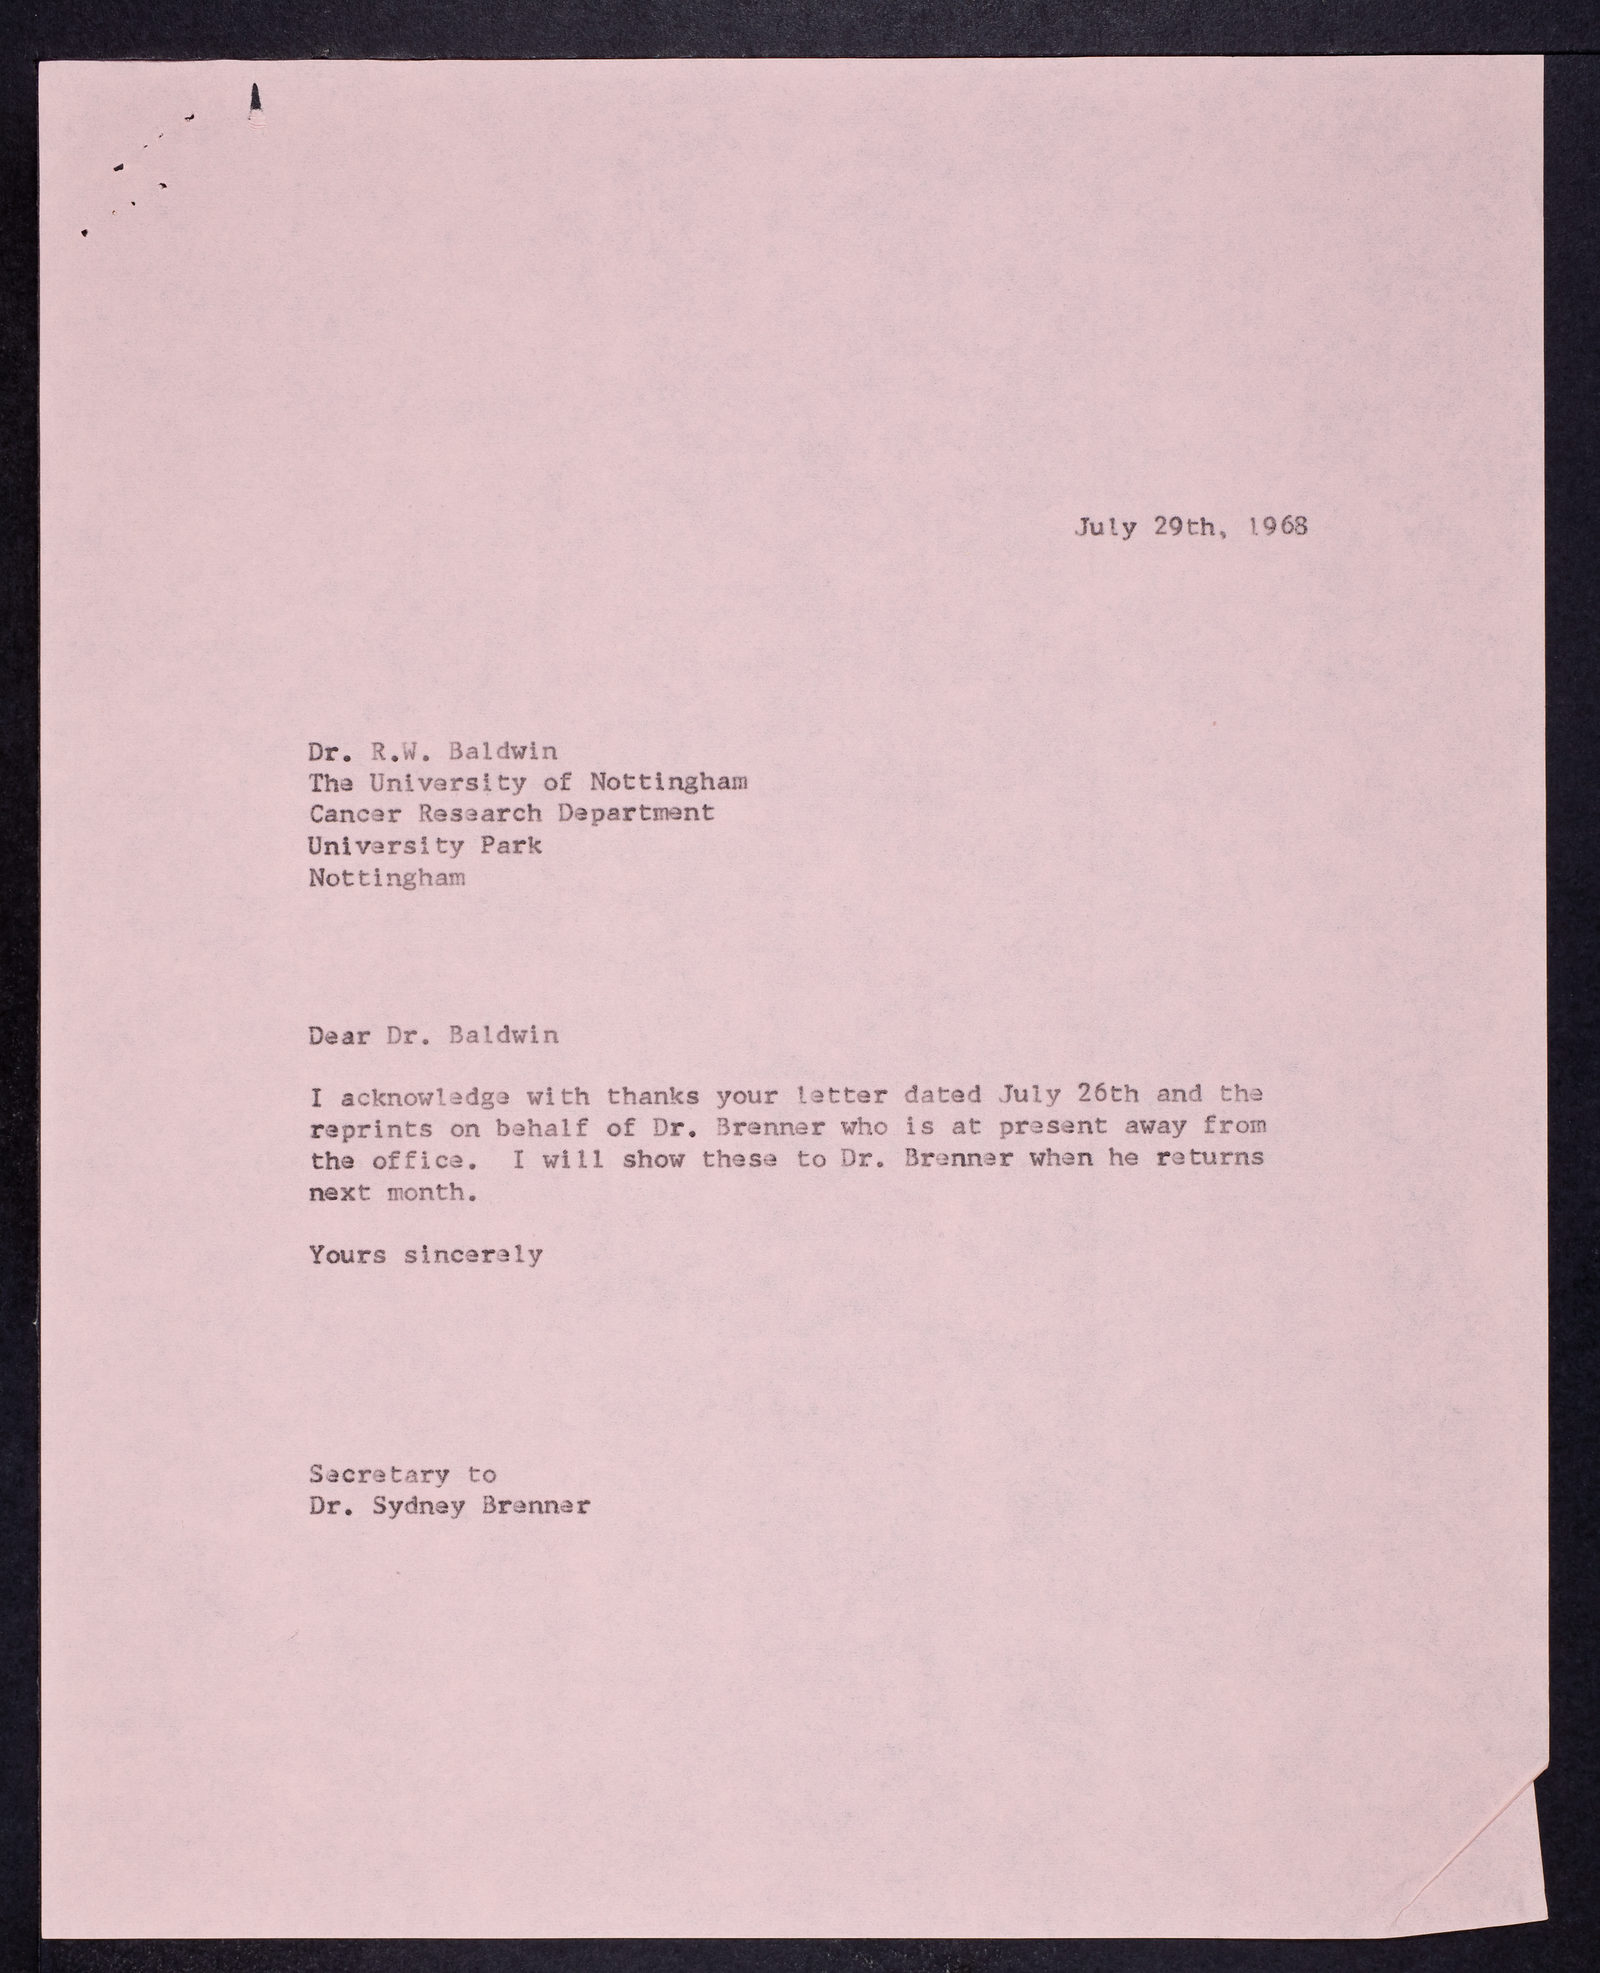 July 29th, 1968
Dr. R.W. Baldwin
The University of Nottingham
Cancer Research Department
University Park
Nottingham
Dear Dr. Baldwin
I acknowledge with thanks your letter dated July 26th and the
reprints on behalf of Dr. Brenner who is at present away from
the office.  I will show these to Dr. Brenner when he returns
next month.
Yours sincerely
Secretary to
Dr. Sydney Brenner